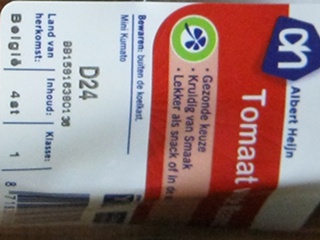 Albert Heijn
Tomaat
• Gezonde keuze
• Kruidig van Smaak
• Lekker als snack of in de
Bewaren: buiten de koelkast.
Mini Kumato
D24
Land van herkomst: Inhoud: Klasse:
België 4st 1